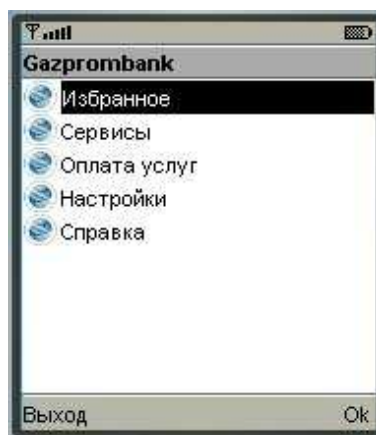 Gazprombank
Избранное
Сервисы
Оплата услуг
Настройки
Справка
Выход Ok